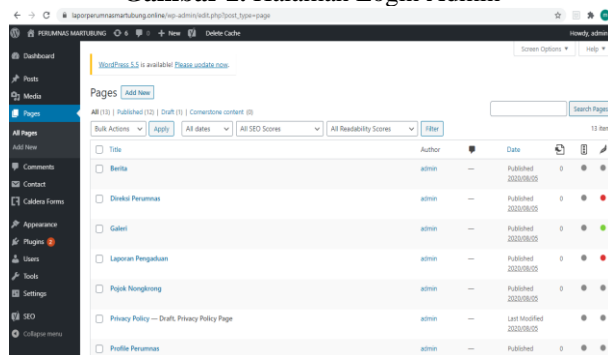 Gambar 2. Halaman Login Admin
laporperumnasmartubung.online/wp-admin/edit.php?post_type=page
PERUMNAS MARTUBUNG 6 0 + New Delete Cache Howdy, admin
Screen Options Help
Dashboard
Posts
Media
Pages
All Pages
Add New
Comments
Contact
Caldera Forms
Appearance
Plugins 2
Users
Tools
Settings
SEO
Collapse menu
WordPress 5.5 is available! Please update now.
Pages Add New
All (13) | Published (12) | Draft (1) | Cornerstone content (0)
Search Pages
Bulk Actions Apply All dates All SEO Scores All Readability Scores Filter
Title Author Date
Berita admin — Published 0
2020/08/05
Direksi Perumnas admin — Published 0
2020/08/05
Galeri admin — Published 0
2020/08/05
Laporan Pengaduan admin — Published 0
2020/08/05
Pojok Nongkrong admin — Published 0
2020/08/05
Privacy Policy — Draft, Privacy Policy Page admin — Last Modified
2020/08/05
Profile Perumnas admin — Published 0